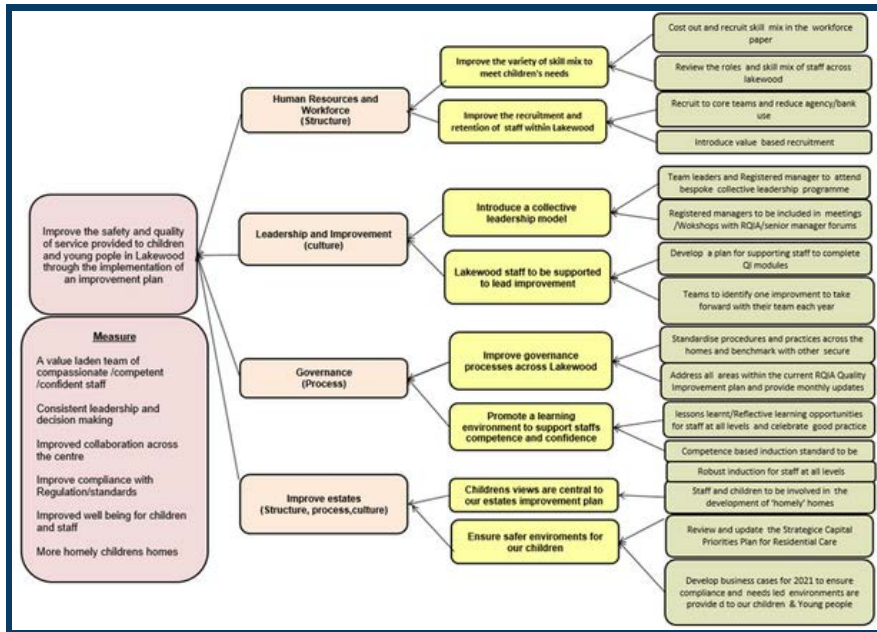 Improve the safety and quality
of service provided to children
and young pople in Lakewood
through the implementation of
an improvement plan
Measure
A value laden team of
compassionate /competent
/confident staff
Consistent leadership and
decision making
Improved collaboration across
the centre
Improve compliance with
Regulation/standards
Improved well being for children
and staff
More homely childrens homes
Human Resources and
Workforce
(Structure)
Leadership and Improvement
(culture)
Governance
(Process)
Improve estates
(Structure, process,culture)
Improve the variety of skill mix to
meet children's needs
Improve the recruitment and
retention of staff within Lakewood
Introduce a collective
leadership model
Lakewood staff to be supported
to lead improvement
Improve governance
processes across Lakewood
Promote a learning
environment to support staffs
competence and confidence
Childrens views are central to
our estates improvement plan
Ensure safer enviroments for
our children
Cost out and recruit skill mix in the workforce
paper
Review the roles and skill mix of staff across
lakewood
Recruit to core teams and reduce agency/bank
use
Introduce value based recruitment
Team leaders and Registered manager to attend
bespoke collective leadership programme
Registered managers to be included in meetings
/Wokshops with RQIA/senior manager forums
Develop a plan for supporting staff to complete
QI modules
Teams to identify one improvment to take
forward with their team each year
Standardise procedures and practices across the
homes and benchmark with other secure
Address all areas within the current RQIA Quality
Improvement plan and provide monthly updates
lessons learnt/Reflective learning opportunities
for staff at all levels and celebrate good practice
Competence based induction standard to be
Robust induction for staff at all levels
Staff and children to be involved in the
development of 'homely' homes
Review and update the Strategice Capital
Priorities Plan for Residential Care
Develop business cases for 2021 to ensure
compliance and needs led environments are
provide d to our children & Young people